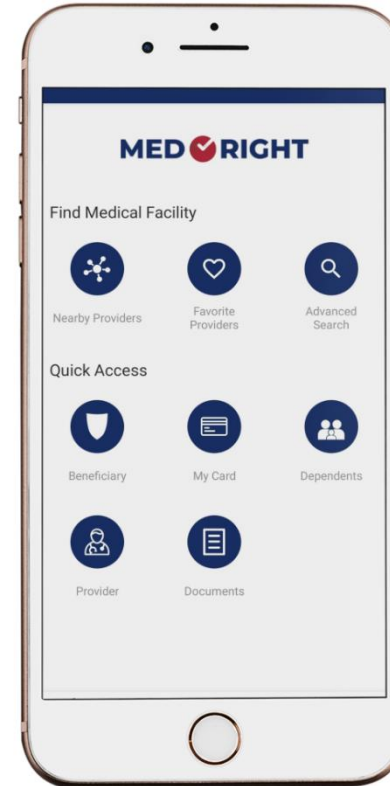 MED RIGHT
Find Medical Facility
Nearby Providers
Favorite
Providers
Advanced
Search
Quick Access
Beneficiary
My Card
Dependents
Provider
Documents